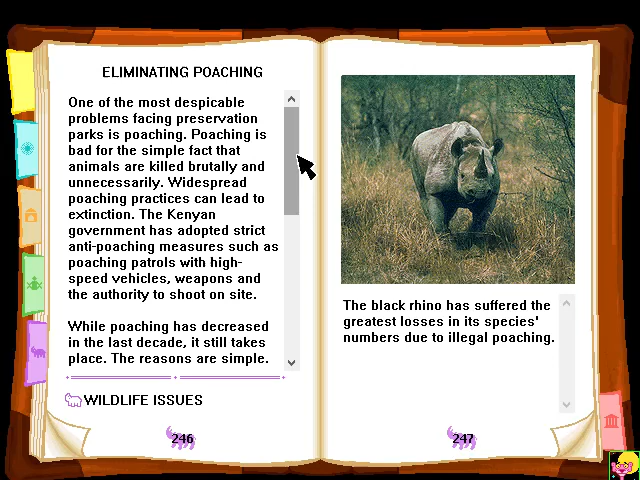 ELIMINATING POACHING
One of the most despicable
problems facing preservation
parks is poaching. Poaching is
bad for the simple fact that
animals are killed brutally and
unnecessarily. Widespread
poaching practices can lead to
extinction. The Kenyan
government has adopted strict
anti-poaching measures such as
poaching patrols with high-
speed vehicles, weapons and
the authority to shoot on site.
While poaching has decreased
in the last decade, it still takes
place. The reasons are simple.
WILDLIFE ISSUES
246
The black rhino has suffered the
greatest losses in its species'
numbers due to illegal poaching.
247